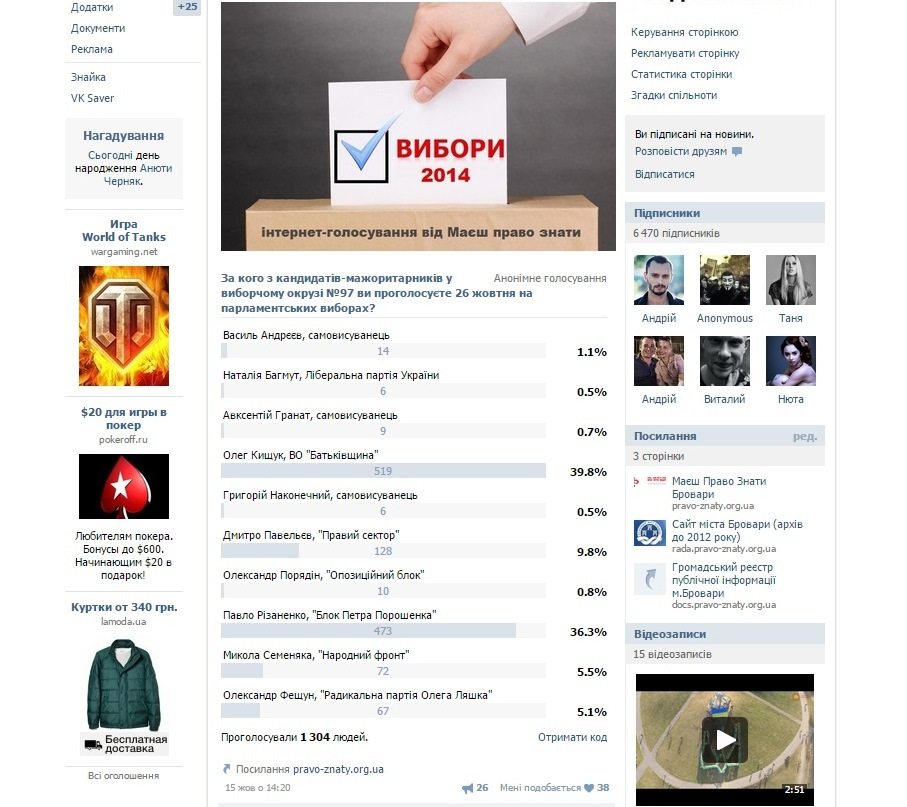 Додатки
+25
Документи
Реклама
Знайка
VK Saver
Нагадування
Сьогодні день
народження Анюти
Черняк.
Игра
World of Tanks
wargaming.net
$20 для игры в
покер
pokeroff.ru
Любителям покера.
Бонусы до $600.
Начинающим $20 в
подарок!
Куртки от 340 грн.
lamoda.ua
Бесплатная
доставка
Всі оголошення
ВИБОРИ
2014
інтернет-голосування від Маєш право знати
За кого з кандидатів-мажоритарників у
виборчому окрузі №97 ви проголосуєте 26 жовтня на
парламентських виборах?
Анонімне голосування
Василь Андрєєв, самовисуванець
14
1.1%
Наталія Багмут, Ліберальна партія України
6
0.5%
Авксентій Гранат, самовисуванець
9
0.7%
Олег Кищук, ВО "Батьківщина"
519
39.8%
Григорій Наконечний, самовисуванець
6
0.5%
Дмитро Павельєв, "Правий сектор"
128
9.8%
Олександр Порядін, "Опозиційний блок"
10
0.8%
Павло Різаненко, "Блок Петра Порошенка"
473
36.3%
Микола Семеняка, "Народний фронт"
72
5.5%
Олександр Фещун, "Радикальна партія Олега Ляшка"
67
5.1%
Проголосували 1 304 людей.
Отримати код
Посилання pravo-znaty.org.ua
15 жов о 14:20
26
Мені подобається 38
Керування сторінкою
Рекламувати сторінку
Статистика сторінки
Згадки спільноти
Ви підписані на новини.
Розповісти друзям
Відписатися
Підписники
6 470 підписників
Андрій
Anonymous
Таня
Андрій
Виталий
Нюта
Посилання
ред.
3 сторінки
Маєш Право Знати
Бровари
pravo-znaty.org.ua
Сайт міста Бровари (архів
до 2012 року)
rada.pravo-znaty.org.ua
Громадський реєстр
публічної інформації
м.Бровари
docs.pravo-znaty.org.ua
Відеозаписи
15 відеозаписів
2:51